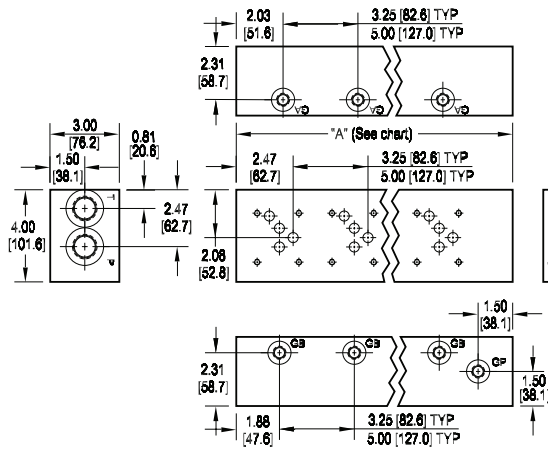 2.03
[51.6]
3.25 [82.6] TYP
5.00 [127.0] TYP
2.31
[58.7]
GA
GA
GA
"A" (See chart)
3.00
[76.2]
0.81
[20.6]
1.50
[38.1]
2.47
[62.7]
4.00
[101.6]
T
2.47
[62.7]
3.25 [82.6] TYP
5.00 [127.0] TYP
2.06
[52.8]
1.50
[38.1]
GB
GB
GB
GP
2.31
[58.7]
1.50
[38.1]
1.88
[47.6]
3.25 [82.6] TYP
5.00 [127.0] TYP